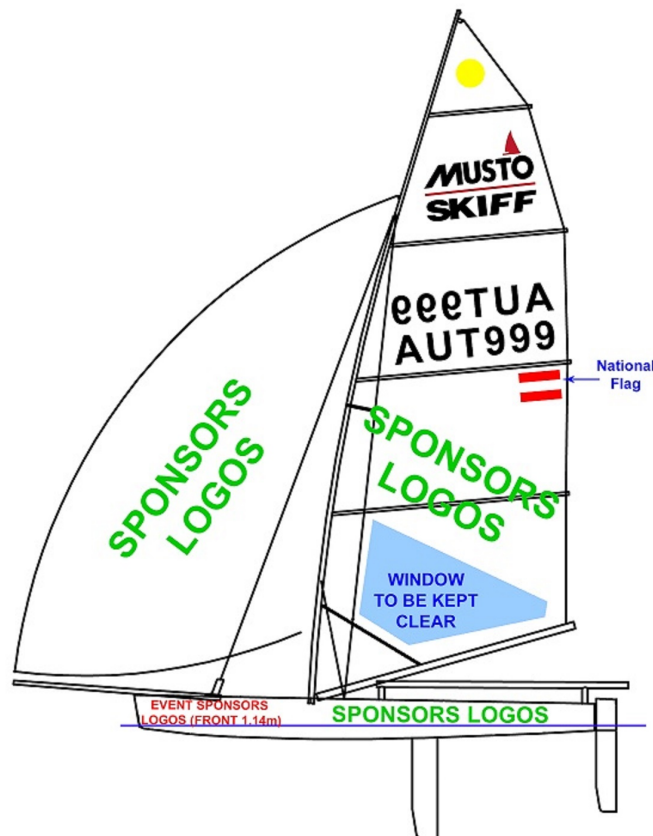 MUSTO
SKIFF
999TUA
AUT999
National
Flag
SPONSORS
LOGOS
SPONSORS
LOGOS
WINDOW
TO BE KEPT
CLEAR
EVENT SPONSORS
LOGOS (FRONT 1.14m)
SPONSORS LOGOS